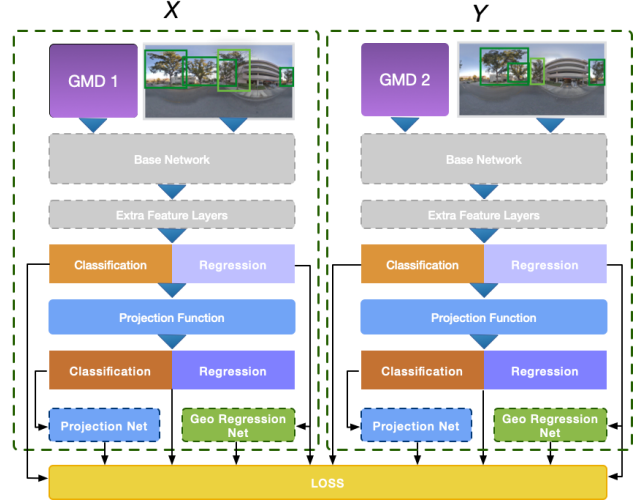 X
Y
GMD 1
GMD 2
Base Network
Base Network
Extra Feature Layers
Extra Feature Layers
Classification
Regression
Classification
Regression
Projection Function
Projection Function
Classification
Regression
Classification
Regression
Projection Net
Geo Regression
Net
Projection Net
Geo Regression
Net
LOSS